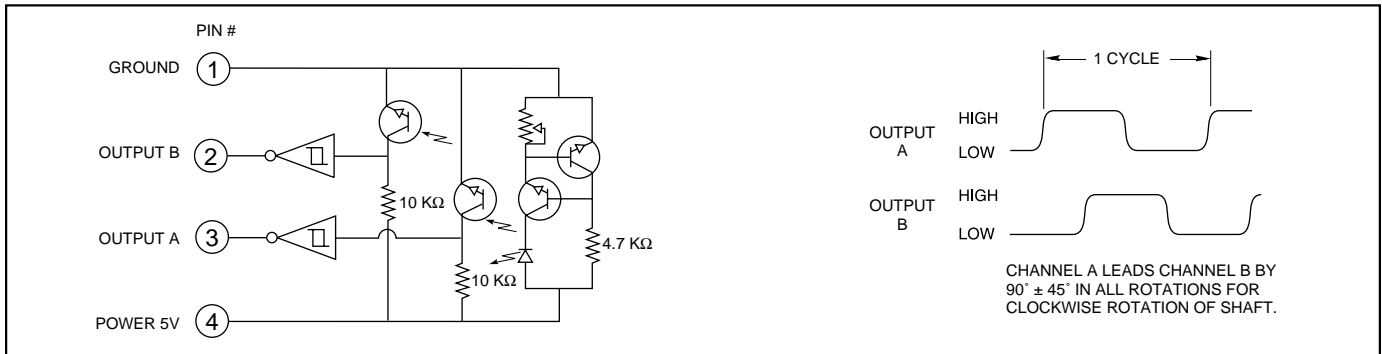 PIN #
GROUND 1
OUTPUT B 2
10 KΩ
OUTPUT A 3
4.7 KΩ
10 KΩ
POWER 5V 4
1 CYCLE
OUTPUT
A
HIGH
LOW
OUTPUT
B
HIGH
LOW
CHANNEL A LEADS CHANNEL B BY
90° ± 45° IN ALL ROTATIONS FOR
CLOCKWISE ROTATION OF SHAFT.